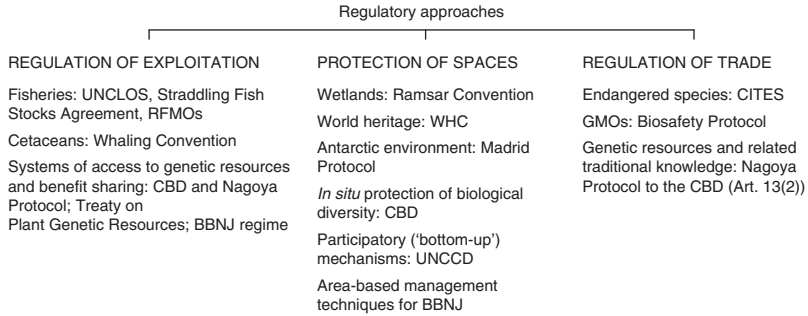 Regulatory approaches
REGULATION OF EXPLOITATION
Fisheries: UNCLOS, Straddling Fish
Stocks Agreement, RFMOs
Cetaceans: Whaling Convention
Systems of access to genetic resources
and benefit sharing: CBD and Nagoya
Protocol; Treaty on
Plant Genetic Resources; BBNJ regime
PROTECTION OF SPACES
Wetlands: Ramsar Convention
World heritage: WHC
Antarctic environment: Madrid
Protocol
In situ protection of biological
diversity: CBD
Participatory (‘bottom-up’)
mechanisms: UNCCD
Area-based management
techniques for BBNJ
REGULATION OF TRADE
Endangered species: CITES
GMOs: Biosafety Protocol
Genetic resources and related
traditional knowledge: Nagoya
Protocol to the CBD (Art. 13(2))